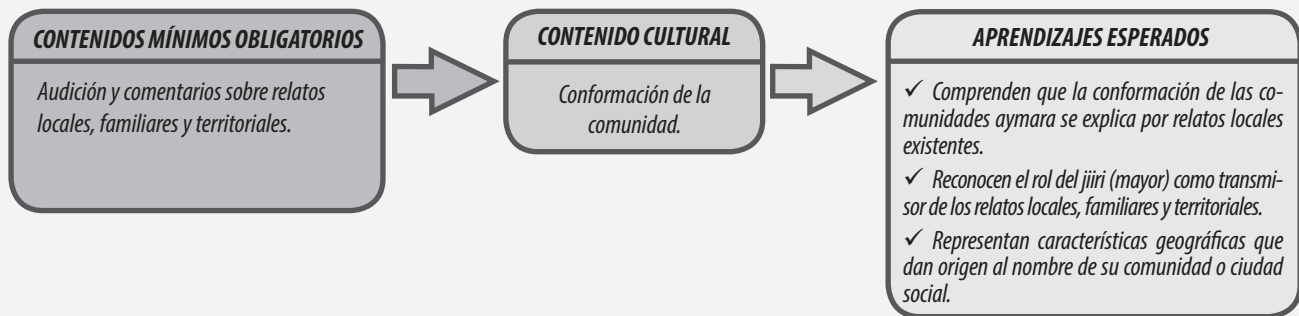 CONTENIDOS MÍNIMOS OBLIGATORIOS
Audición y comentarios sobre relatos
locales, familiares y territoriales.
CONTENIDO CULTURAL
Conformación de la
comunidad.
APRENDIZAJES ESPERADOS
✓ Comprenden que la conformación de las co-
munidades aymara se explica por relatos locales
existentes.
✓ Reconocen el rol del jiiri (mayor) como transmi-
sor de los relatos locales, familiares y territoriales.
✓ Representan características geográficas que
dan origen al nombre de su comunidad o ciudad
social.